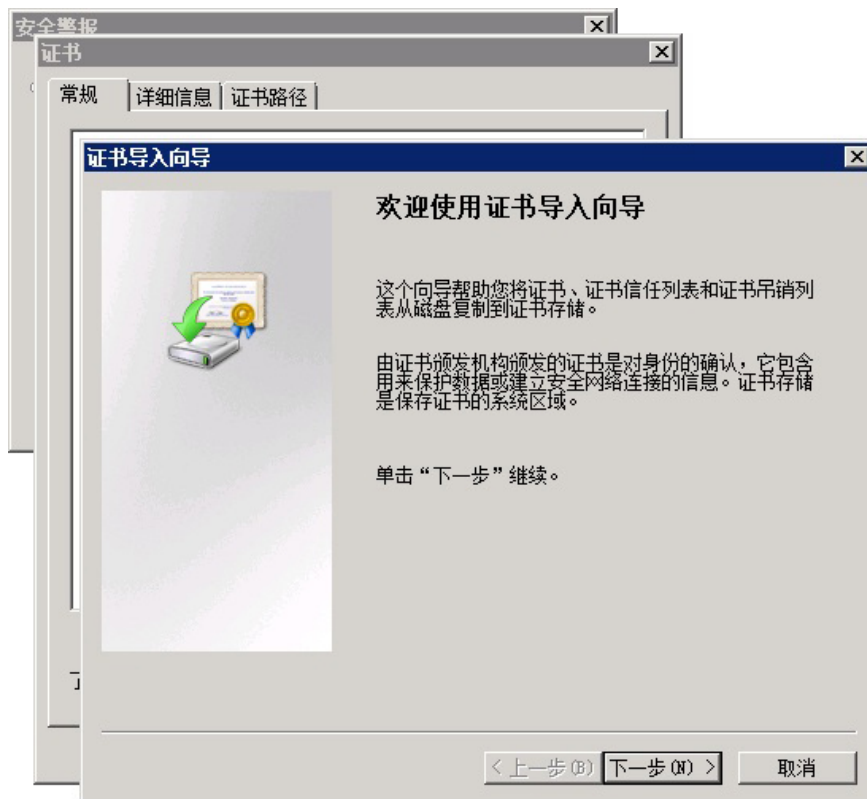 安全警报
证书
常规
详细信息
证书路径
证书导入向导
欢迎使用证书导入向导
这个向导帮助您将证书、证书信任列表和证书吊销列
表从磁盘复制到证书存储。
由证书颁发机构颁发的证书是对身份的确认，它包含
用来保护数据或建立安全网络连接的信息。证书存储
是保存证书的系统区域。
单击“下一步”继续。
< 上一步(B)
下一步(N) >
取消